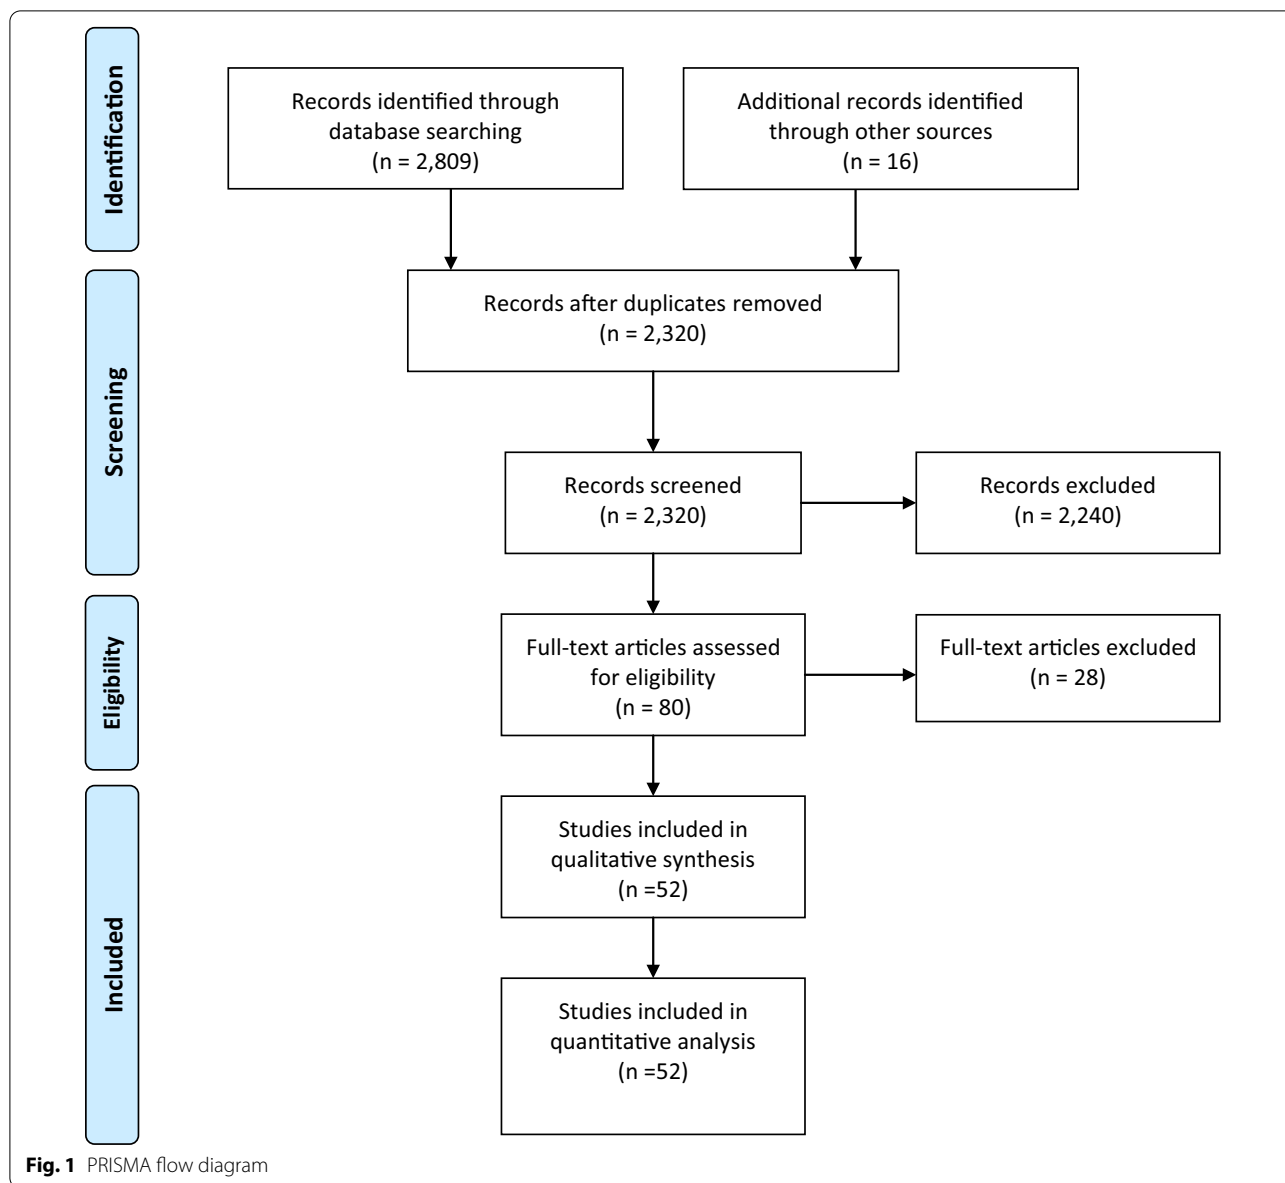 Identification
Records identified through
database searching
(n = 2,809)
Additional records identified
through other sources
(n = 16)
Screening
Records after duplicates removed
(n = 2,320)
Records screened
(n = 2,320)
Records excluded
(n = 2,240)
Eligibility
Full-text articles assessed
for eligibility
(n = 80)
Full-text articles excluded
(n = 28)
Included
Studies included in
qualitative synthesis
(n =52)
Studies included in
quantitative analysis
(n =52)
Fig. 1 PRISMA flow diagram